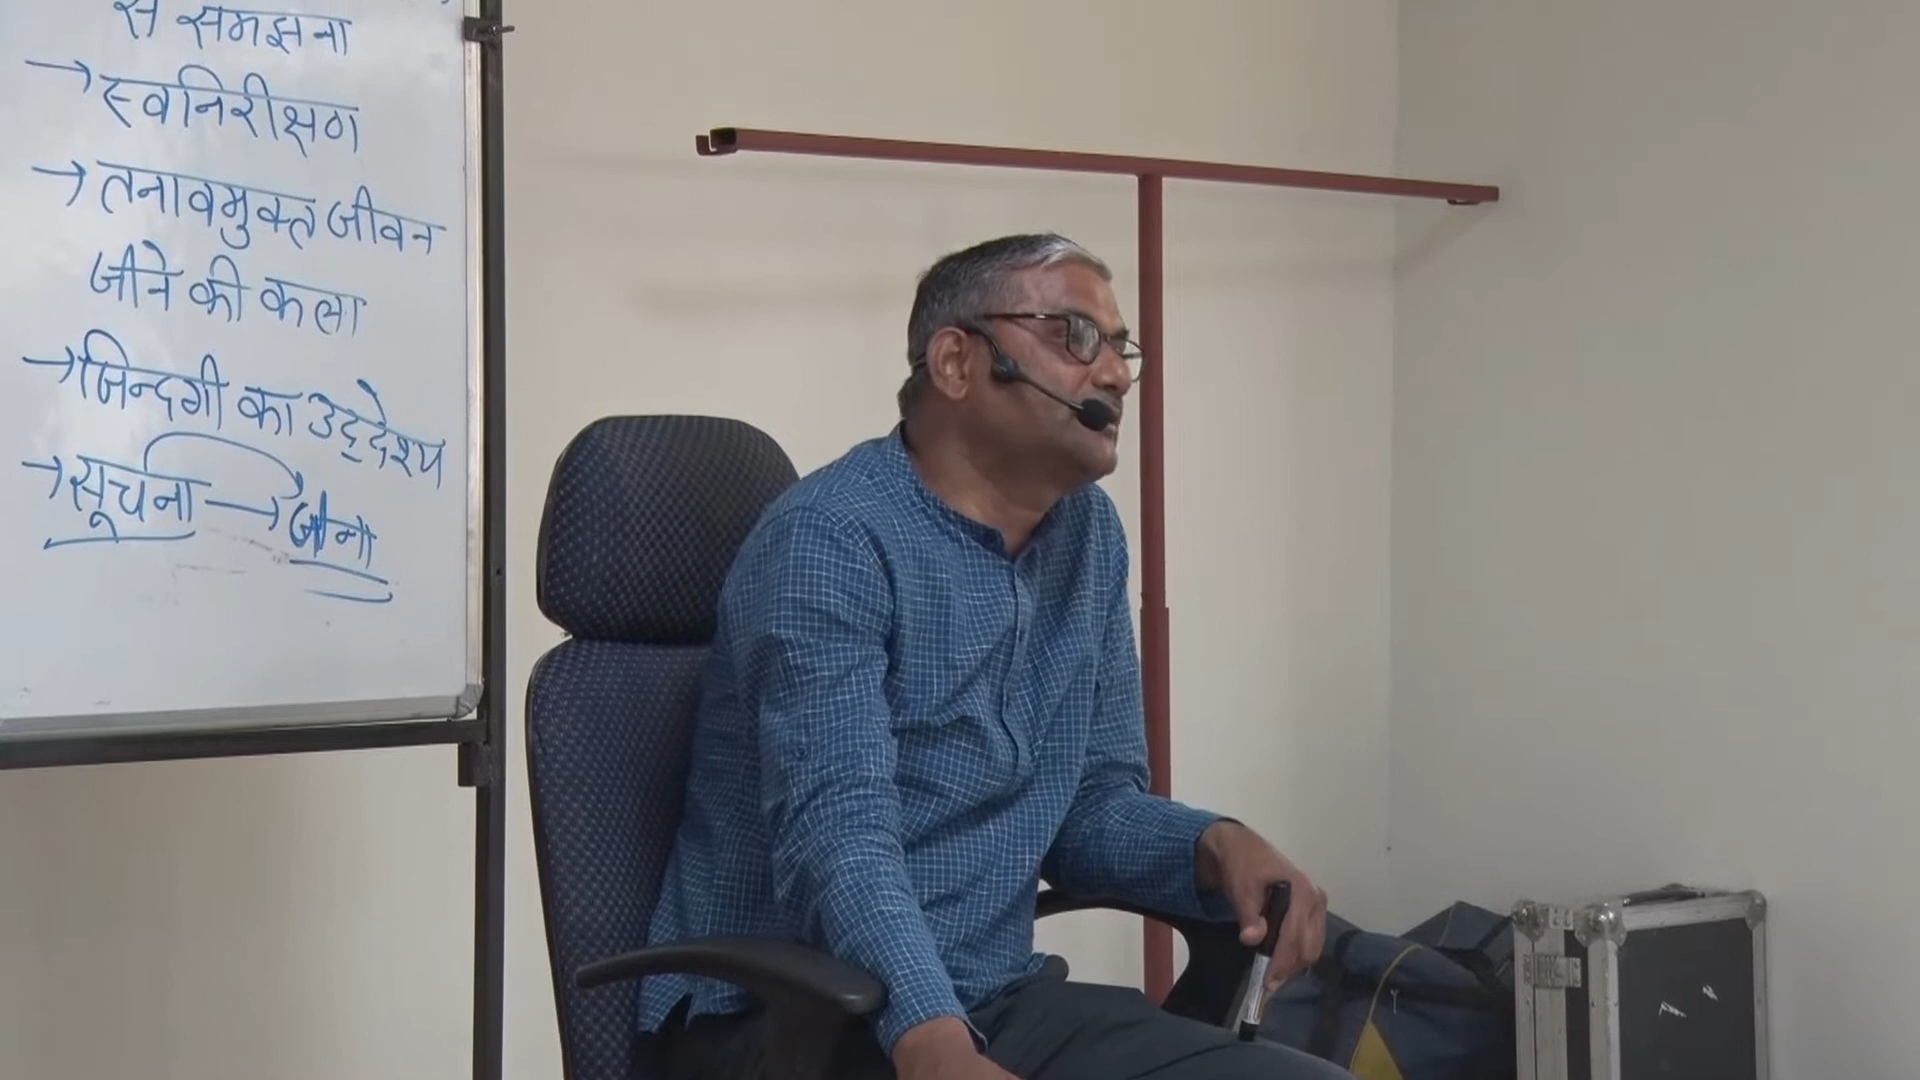 से समझना
→ स्वनिरीक्षण
→ तनावमुक्त जीवन
जीने की कला
→ जिन्दगी का उद्देश्य
→ सूचना → जीना